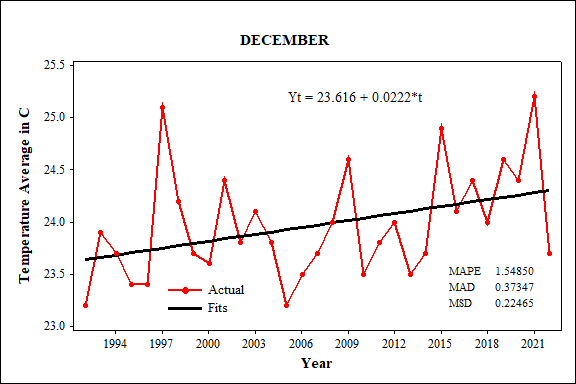 DECEMBER
25.5
25.0
24.5
24.0
23.5
23.0
Temperature Average in C
Yt = 23.616 + 0.0222*t
MAPE 1.54850
MAD 0.37347
MSD 0.22465
Actual
Fits
1994 1997 2000 2003 2006 2009 2012 2015 2018 2021
Year